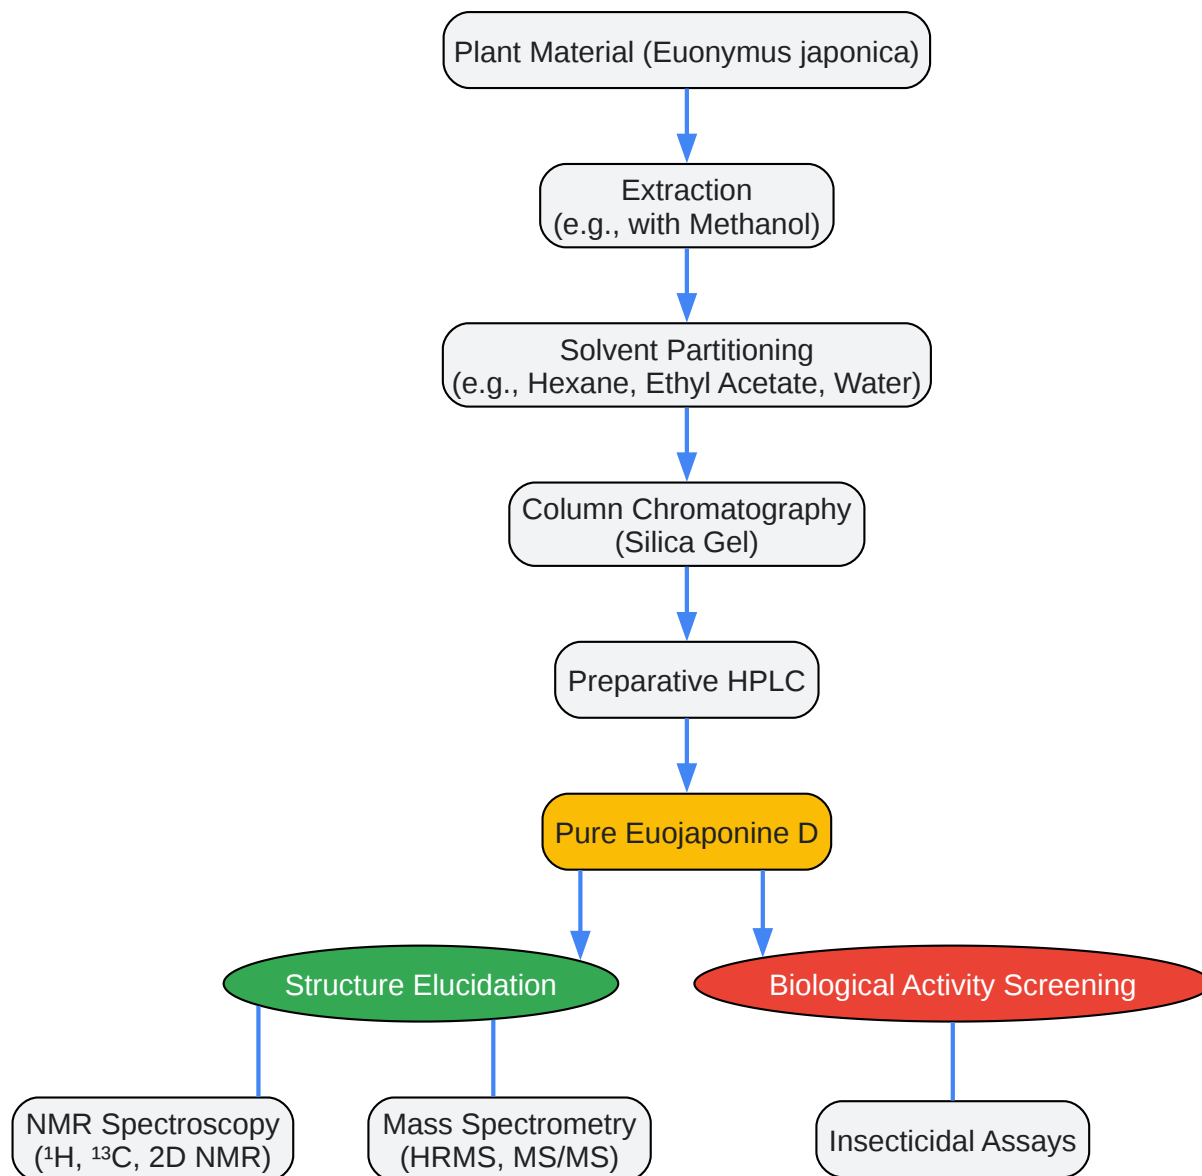 Plant Material (Euonymus japonica)
Extraction
(e.g., with Methanol)
Solvent Partitioning
(e.g., Hexane, Ethyl Acetate, Water)
Column Chromatography
(Silica Gel)
Preparative HPLC
Pure Euojaponine D
Structure Elucidation
Biological Activity Screening
NMR Spectroscopy
(¹H, ¹³C, 2D NMR)
Mass Spectrometry
(HRMS, MS/MS)
Insecticidal Assays